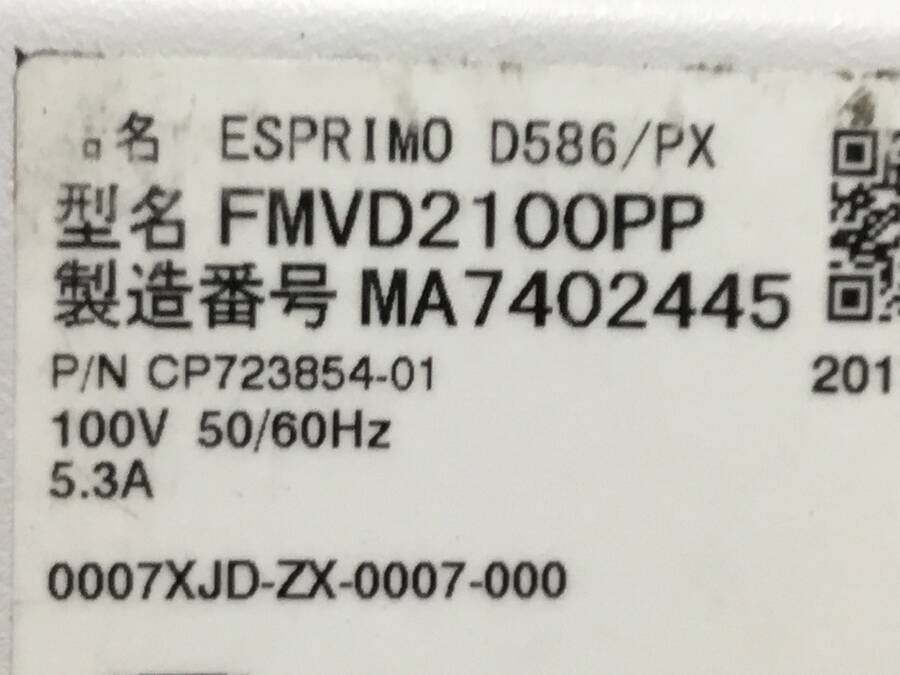 品名 ESPRIMO D586/PX
型名 FMVD2100PP
製造番号 MA7402445
P/N CP723854-01
201
100V 50/60Hz
5.3A
0007XJD-ZX-0007-000